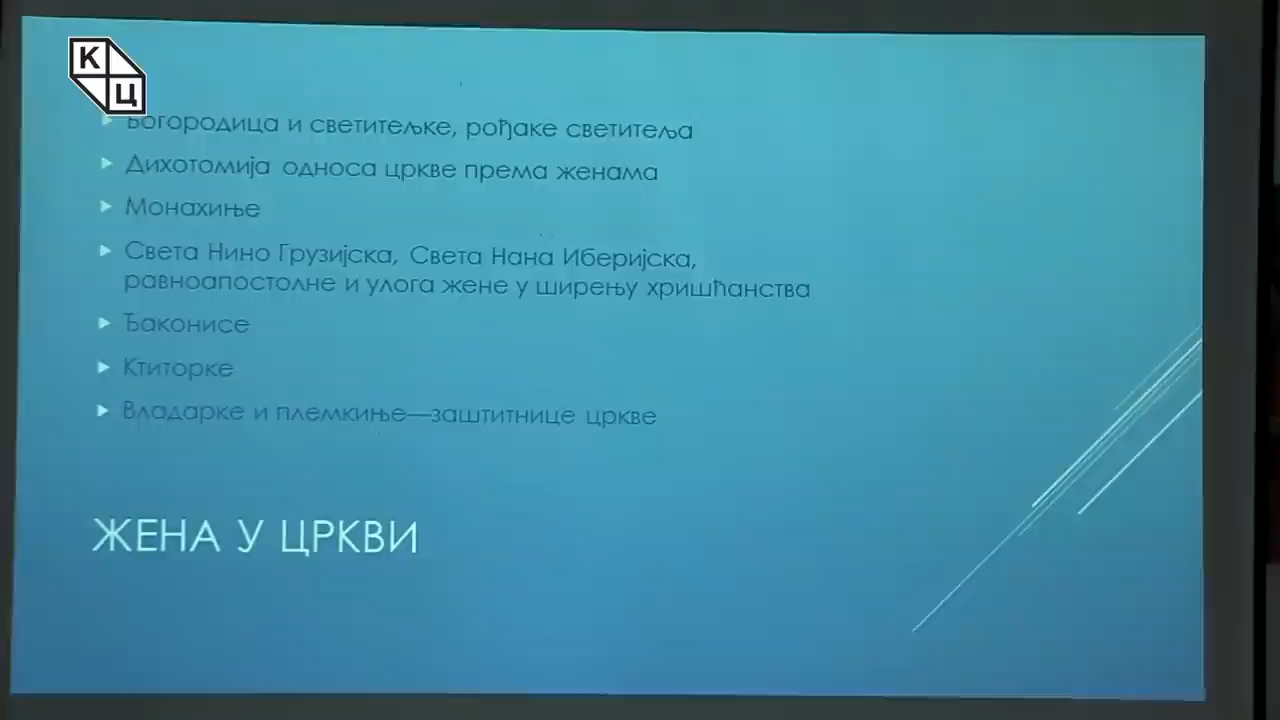 КЦ
Богородица и светитељке, рођаке светитеља
Дихотомија односа цркве према женама
Монахиње
Света Нино Грузијска, Света Нана Иберијска,
равноапостолне и улога жене у ширењу хришћанства
Ђаконисе
Ктиторке
Владарке и племкиње—заштитнице цркве
ЖЕНА У ЦРКВИ